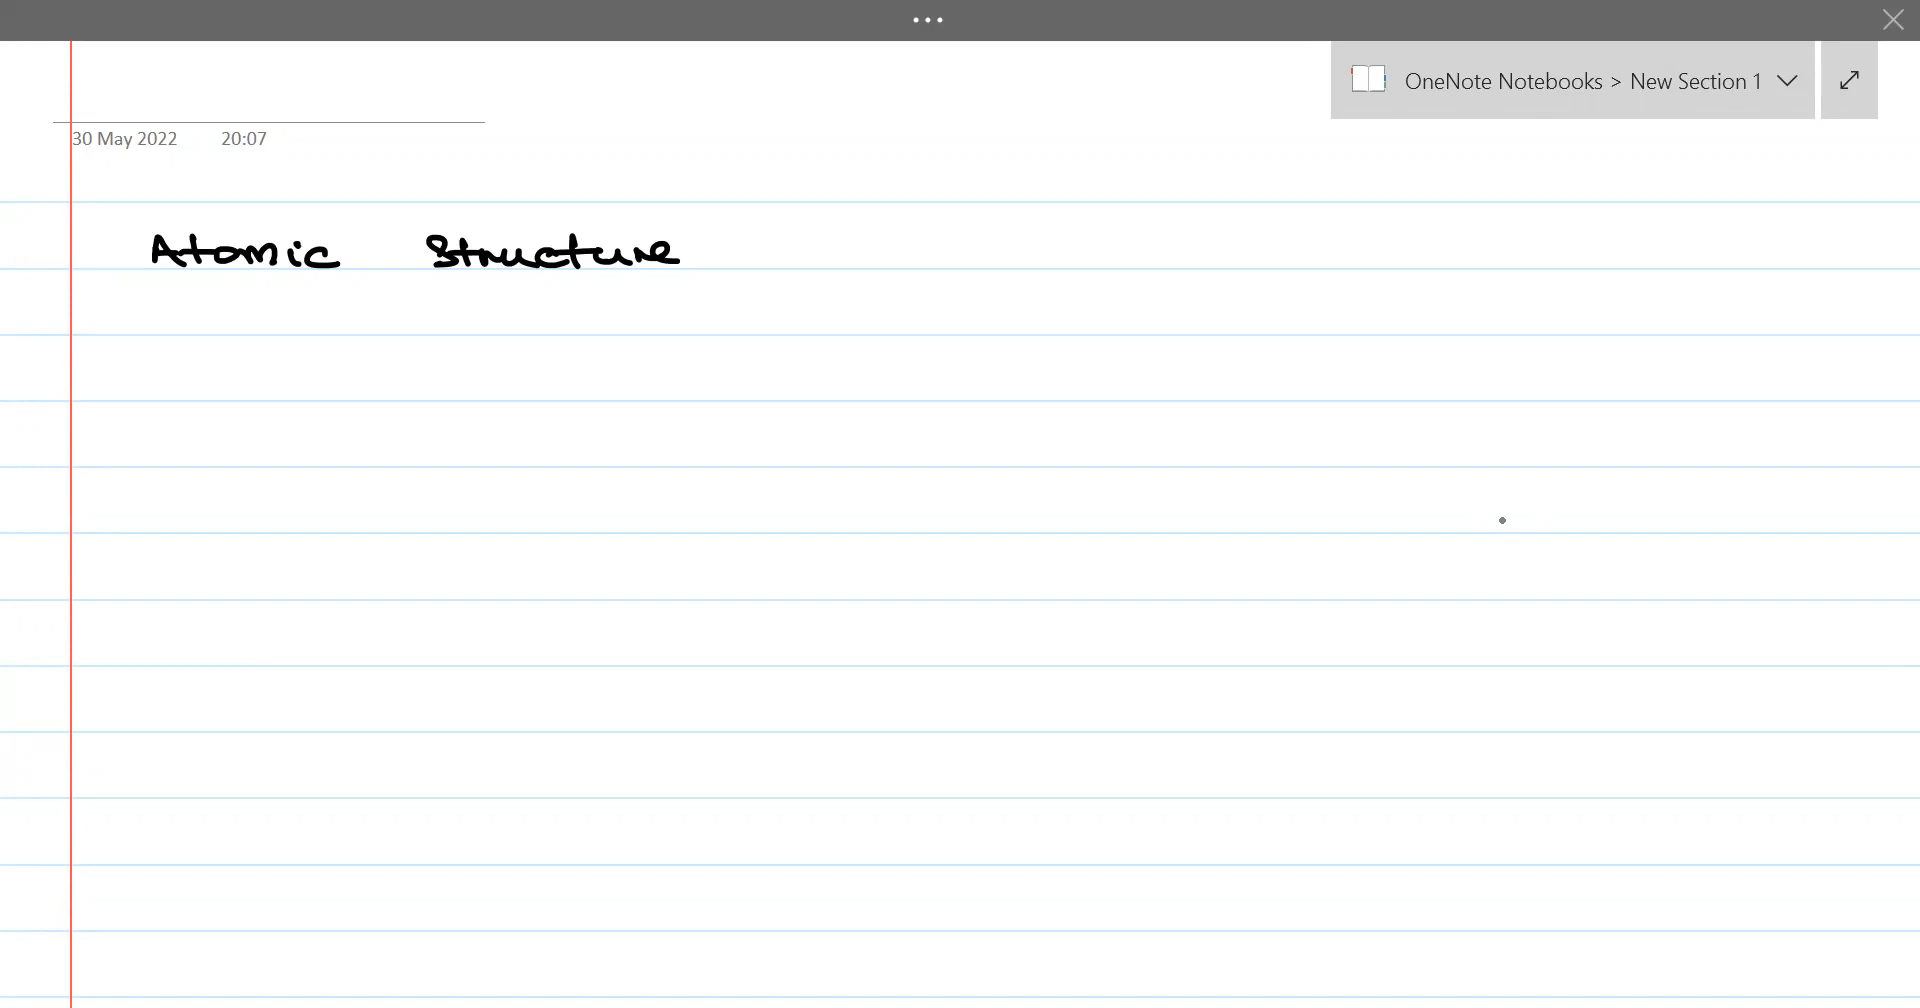 OneNote Notebooks > New Section 1
30 May 2022 20:07
Atomic Structure